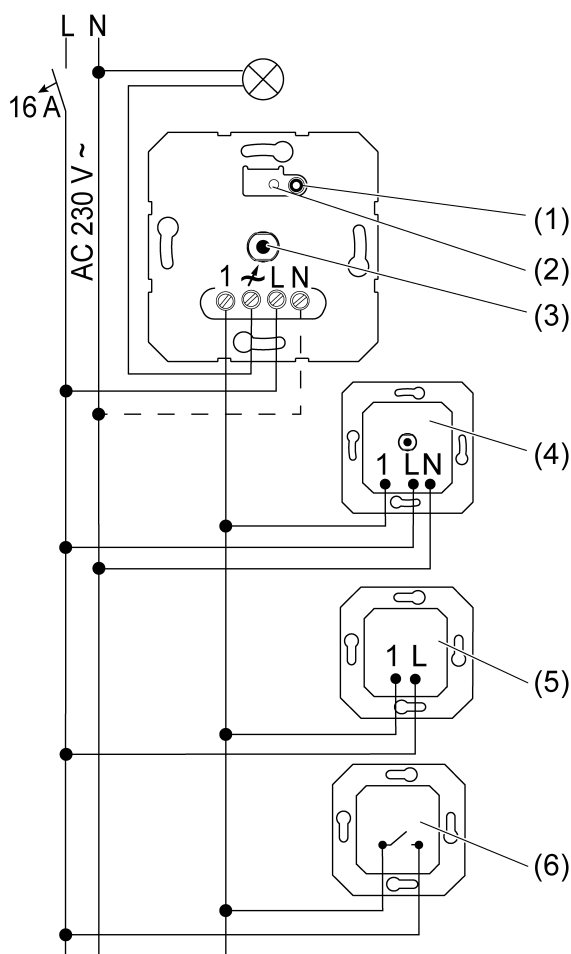 L N
16 A
AC 230 V ~
(1)
(2)
1 L N
(3)
(4)
1 L N
1 L
(5)
(6)